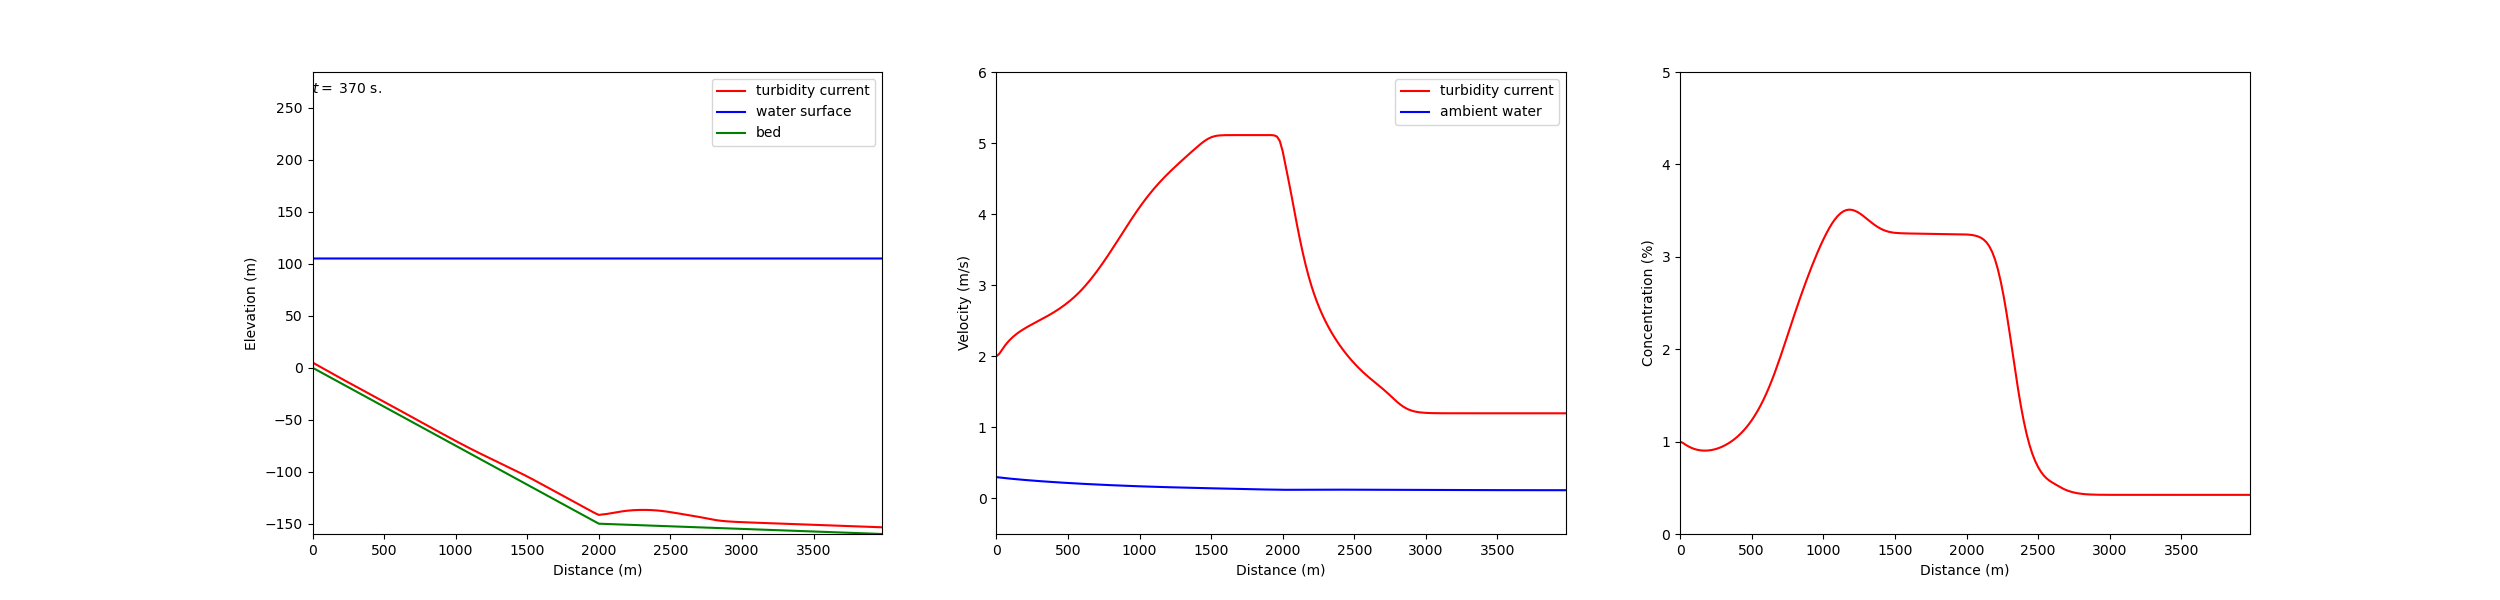 t = 370 s.
turbidity current
water surface
bed
250
200
150
100
50
0
−50
−100
−150
0 500 1000 1500 2000 2500 3000 3500
Distance (m)
Elevation (m)
turbidity current
ambient water
6
5
4
3
2
1
0
0 500 1000 1500 2000 2500 3000 3500
Distance (m)
Velocity (m/s)
5
4
3
2
1
0
0 500 1000 1500 2000 2500 3000 3500
Distance (m)
Concentration (%)